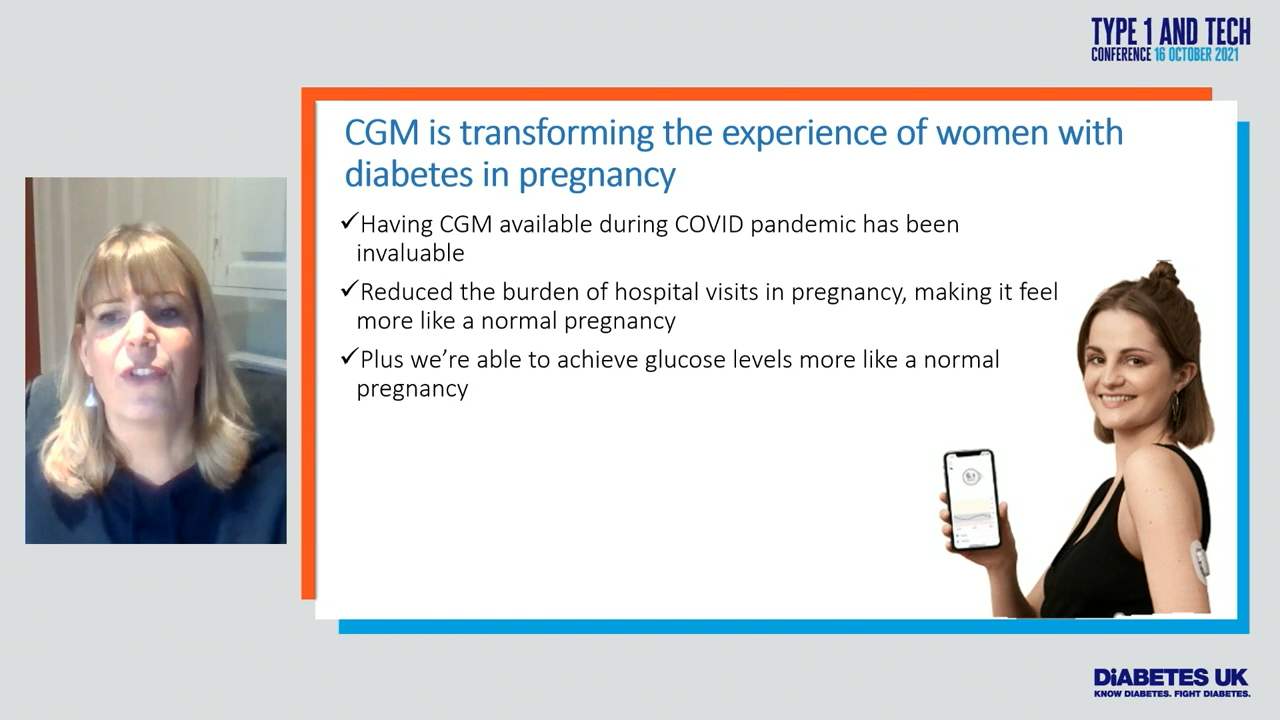 TYPE 1 AND TECH
CONFERENCE 16 OCTOBER 2021
CGM is transforming the experience of women with
diabetes in pregnancy
✓Having CGM available during COVID pandemic has been
invaluable
✓Reduced the burden of hospital visits in pregnancy, making it feel
more like a normal pregnancy
✓Plus we’re able to achieve glucose levels more like a normal
pregnancy
DiABETES UK
KNOW DIABETES. FIGHT DIABETES.